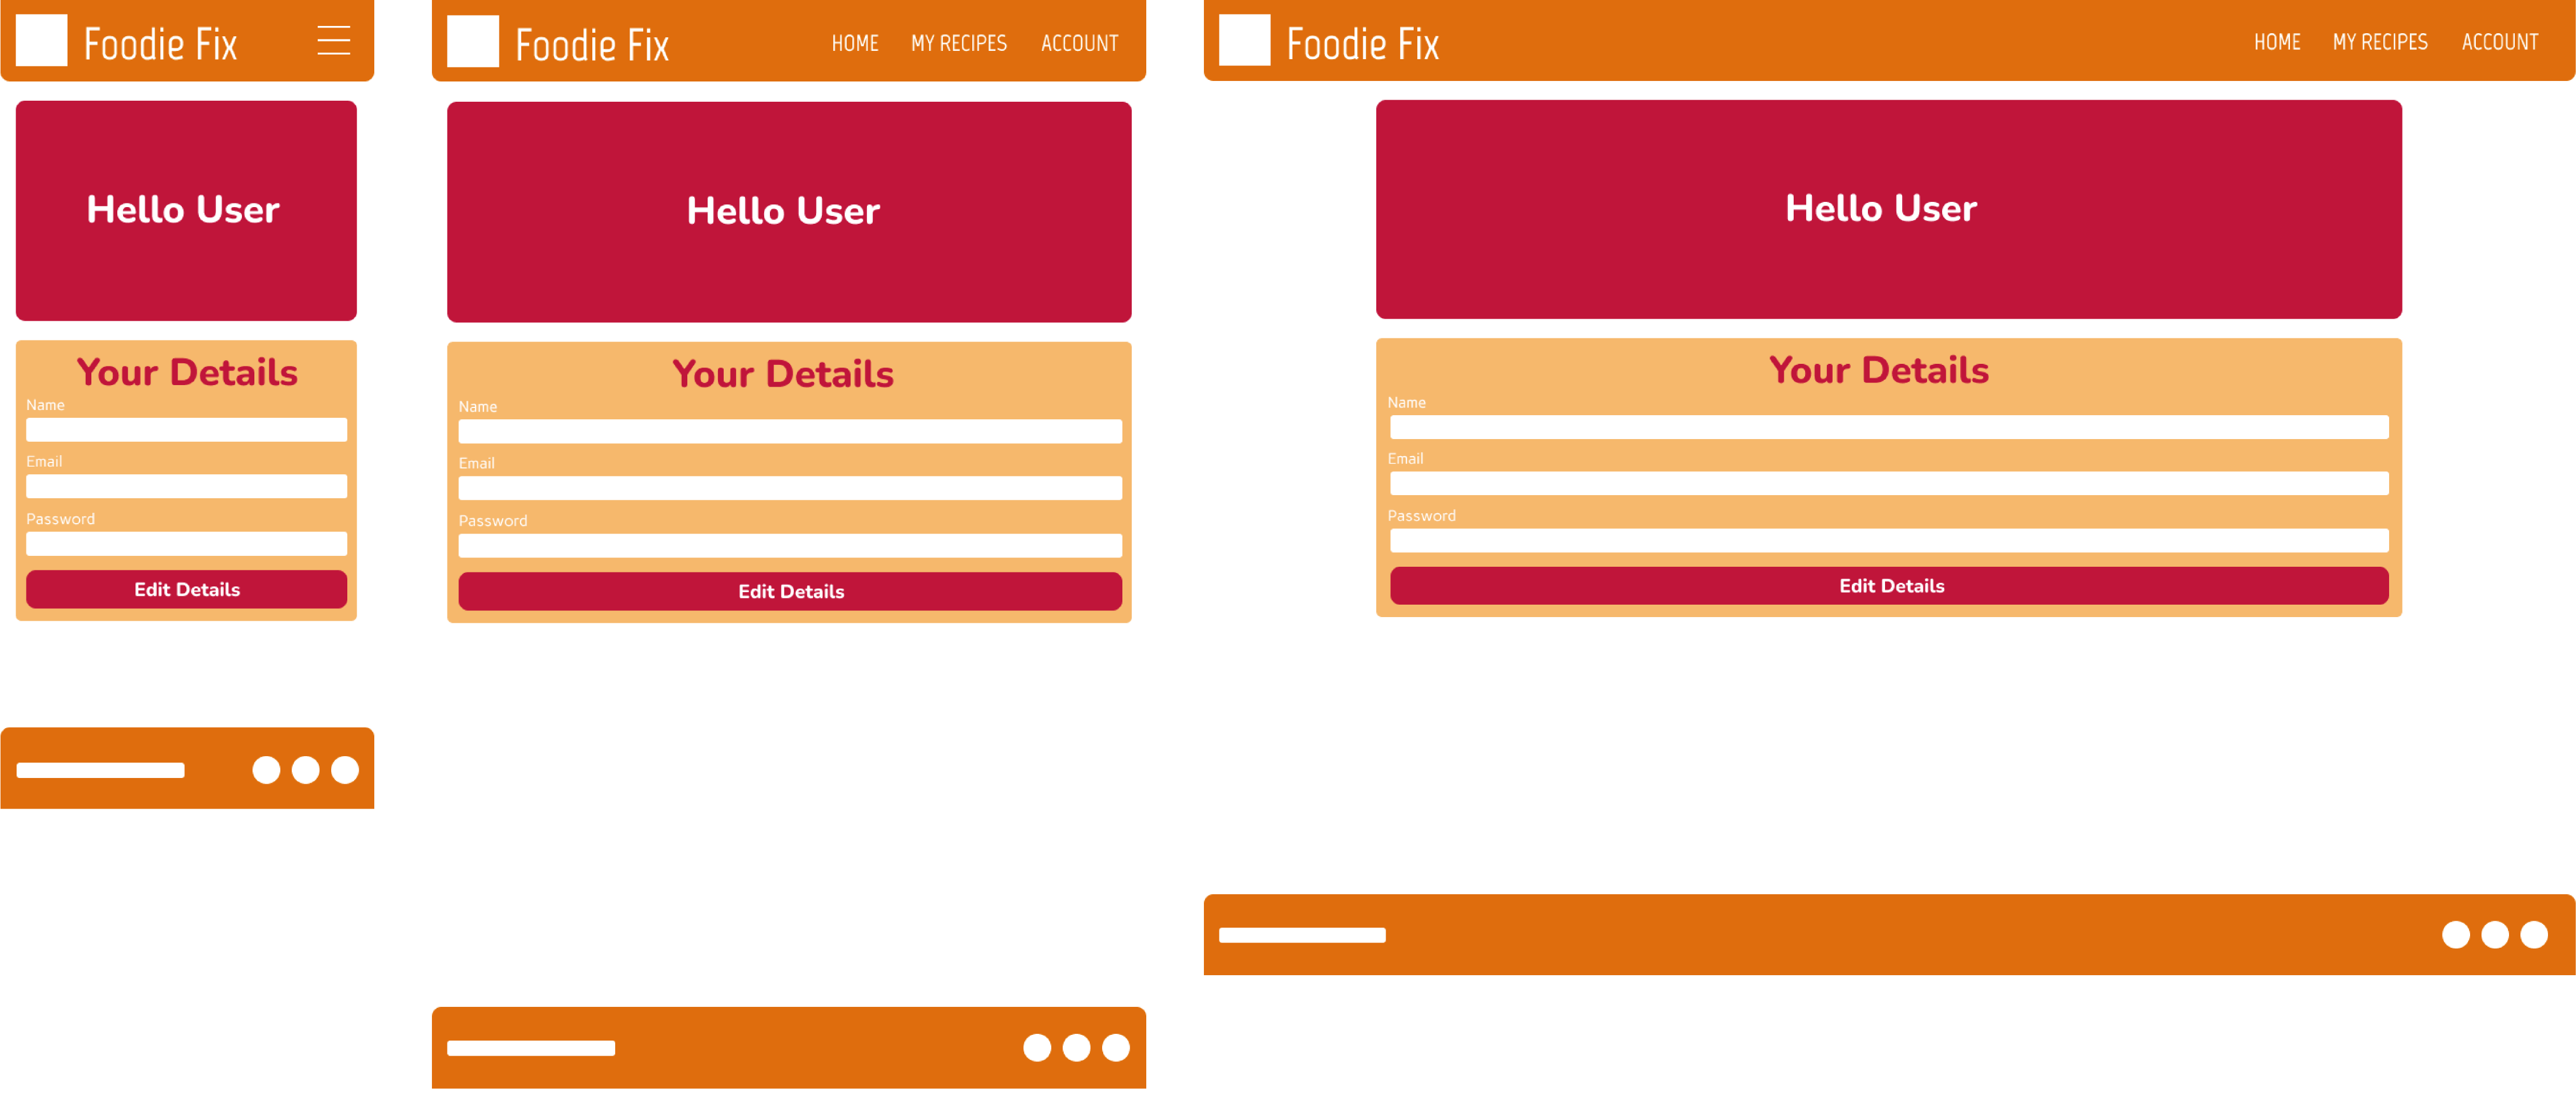 Foodie Fix
Hello User
Your Details
Name
Email
Password
Edit Details
Foodie Fix
HOME MY RECIPES ACCOUNT
Hello User
Your Details
Name
Email
Password
Edit Details
Foodie Fix
HOME MY RECIPES ACCOUNT
Hello User
Your Details
Name
Email
Password
Edit Details